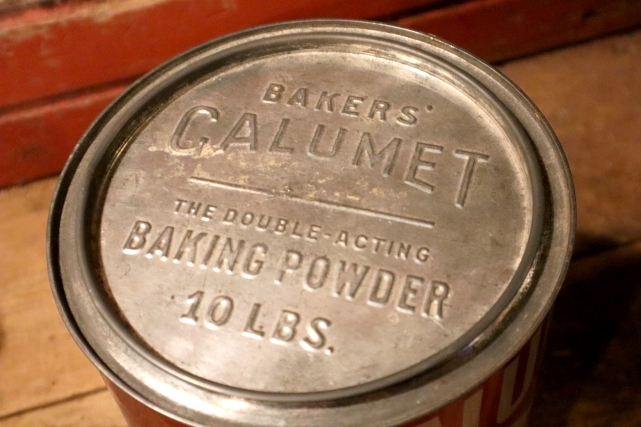 BAKERS'
CALUMET
THE DOUBLE-ACTING
BAKING POWDER
10 LBS.